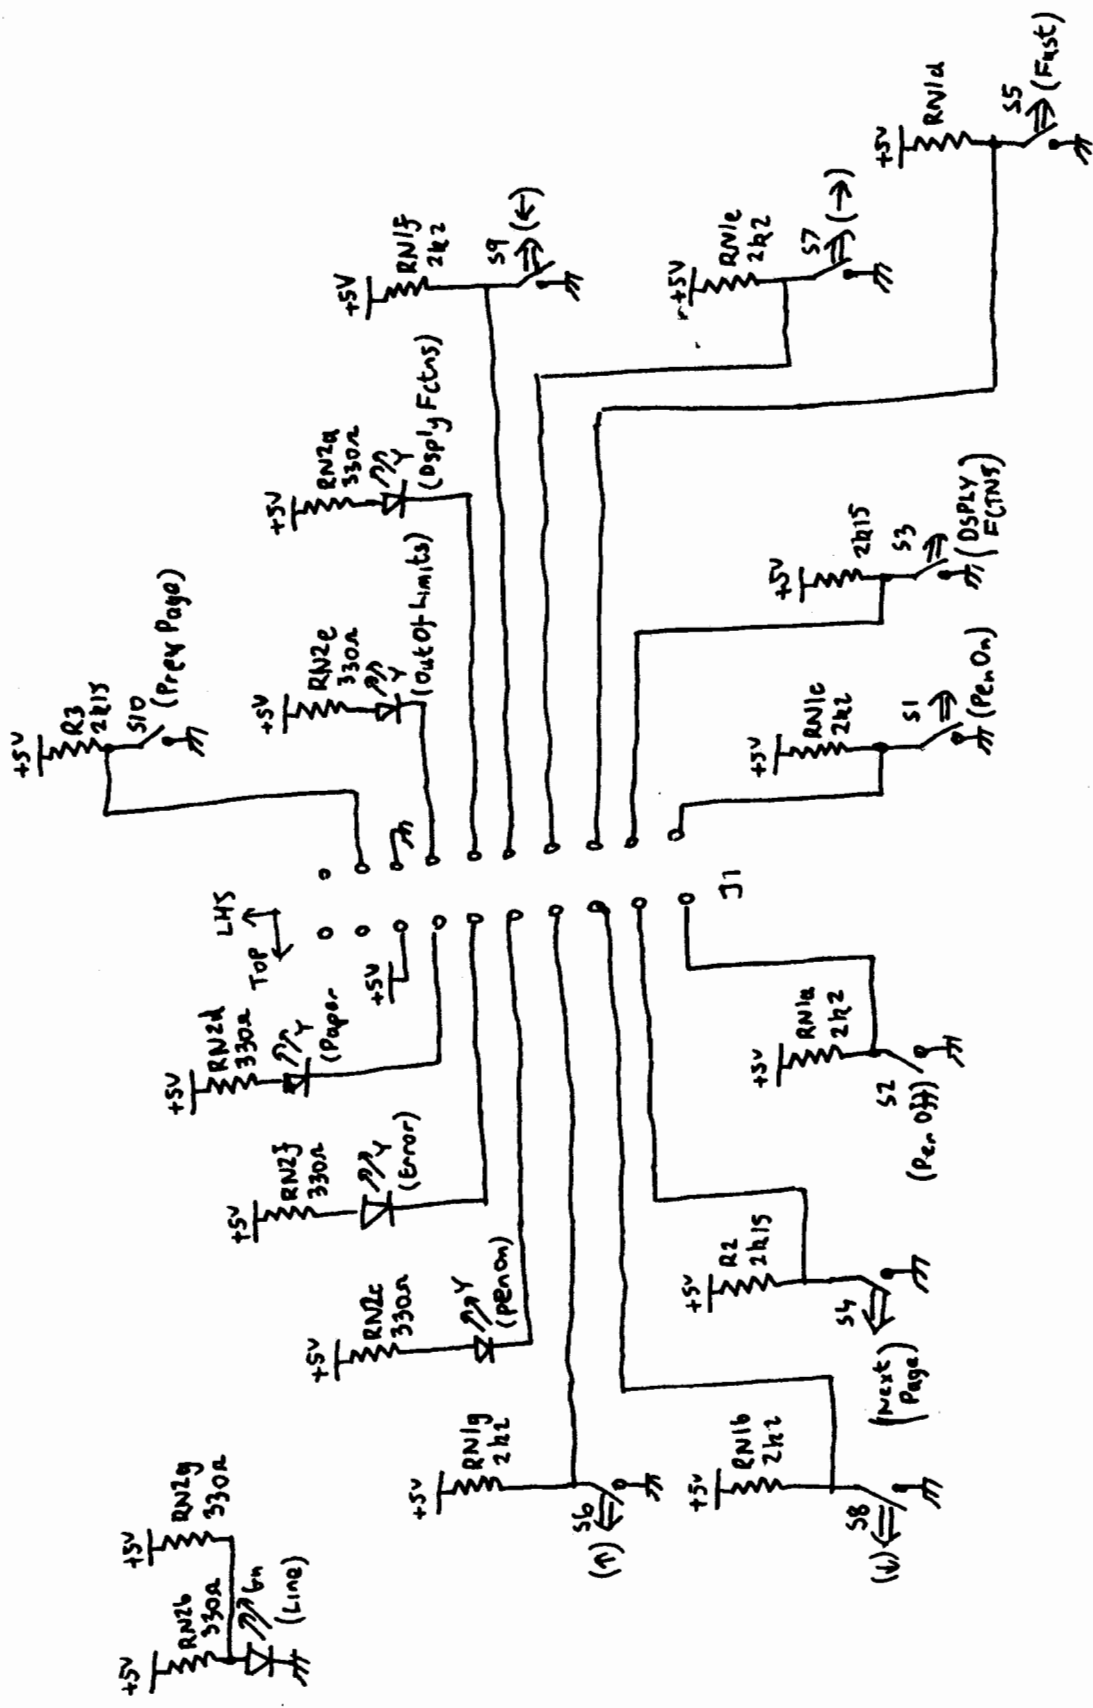 +5V
R3
2k15
S10
(Prev Page)
+5V
RN2e
330Ω
Y
(Out Of Limits)
+5V
RN2a
330Ω
Y
(Dsply Fctns)
+5V
RN1f
2k2
S9
(←)
+5V
RN1e
2k2
S7
(→)
+5V
RN1d
S5
(Fast)
+5V
2k15
S3
(DSPLY
FCTNS)
+5V
RN1c
2k2
S1
(Pen On)
LHS
TOP
+5V
J1
+5V
RN2d
330Ω
Y
(Paper
+5V
RN2f
330Ω
Y
(Error)
+5V
RN2c
330Ω
Y
(Pen On)
+5V
RN2g
330Ω
+5V
RN2b
330Ω
Gn
(Line)
+5V
RN1g
2k2
S6
(↑)
+5V
RN1b
2k2
S8
(↓)
+5V
R2
2k15
S4
(Next
Page)
+5V
RN1a
2k2
S2
(Pen Off)